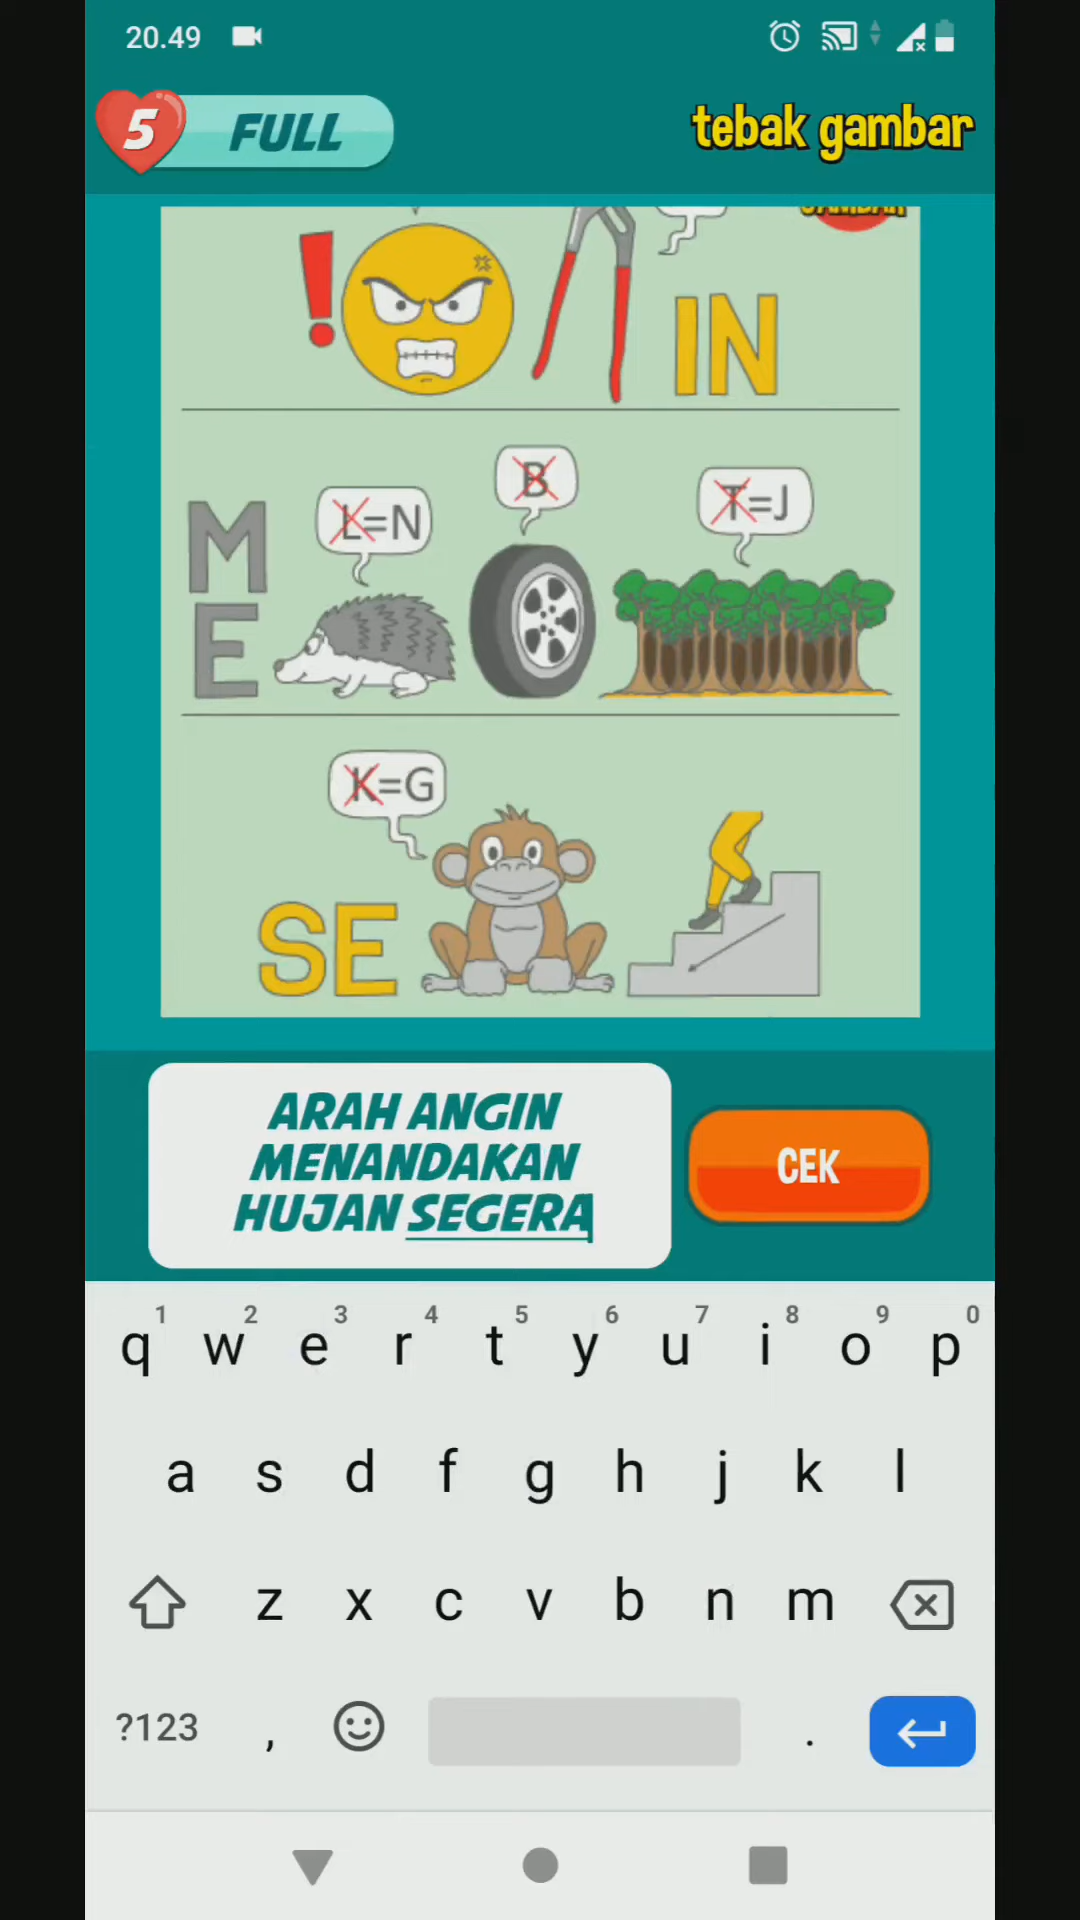 20.49
5 FULL
tebak gambar
GAMBAR
!
IN
L=N
B
T=J
M
E
K=G
SE
ARAH ANGIN
MENANDAKAN
HUJAN SEGERA
CEK
1 2 3 4 5 6 7 8 9 0
q w e r t y u i o p
a s d f g h j k l
z x c v b n m
?123 , .